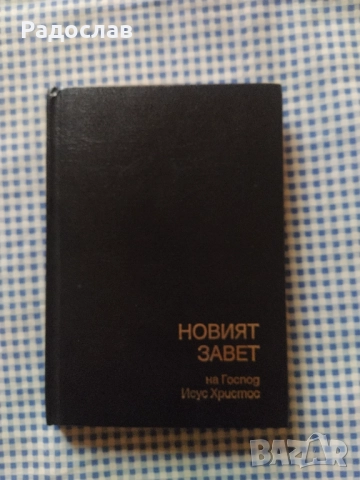 Радослав
НОВИЯТ
ЗАВЕТ
на Господ
Исус Христос
BAZAR